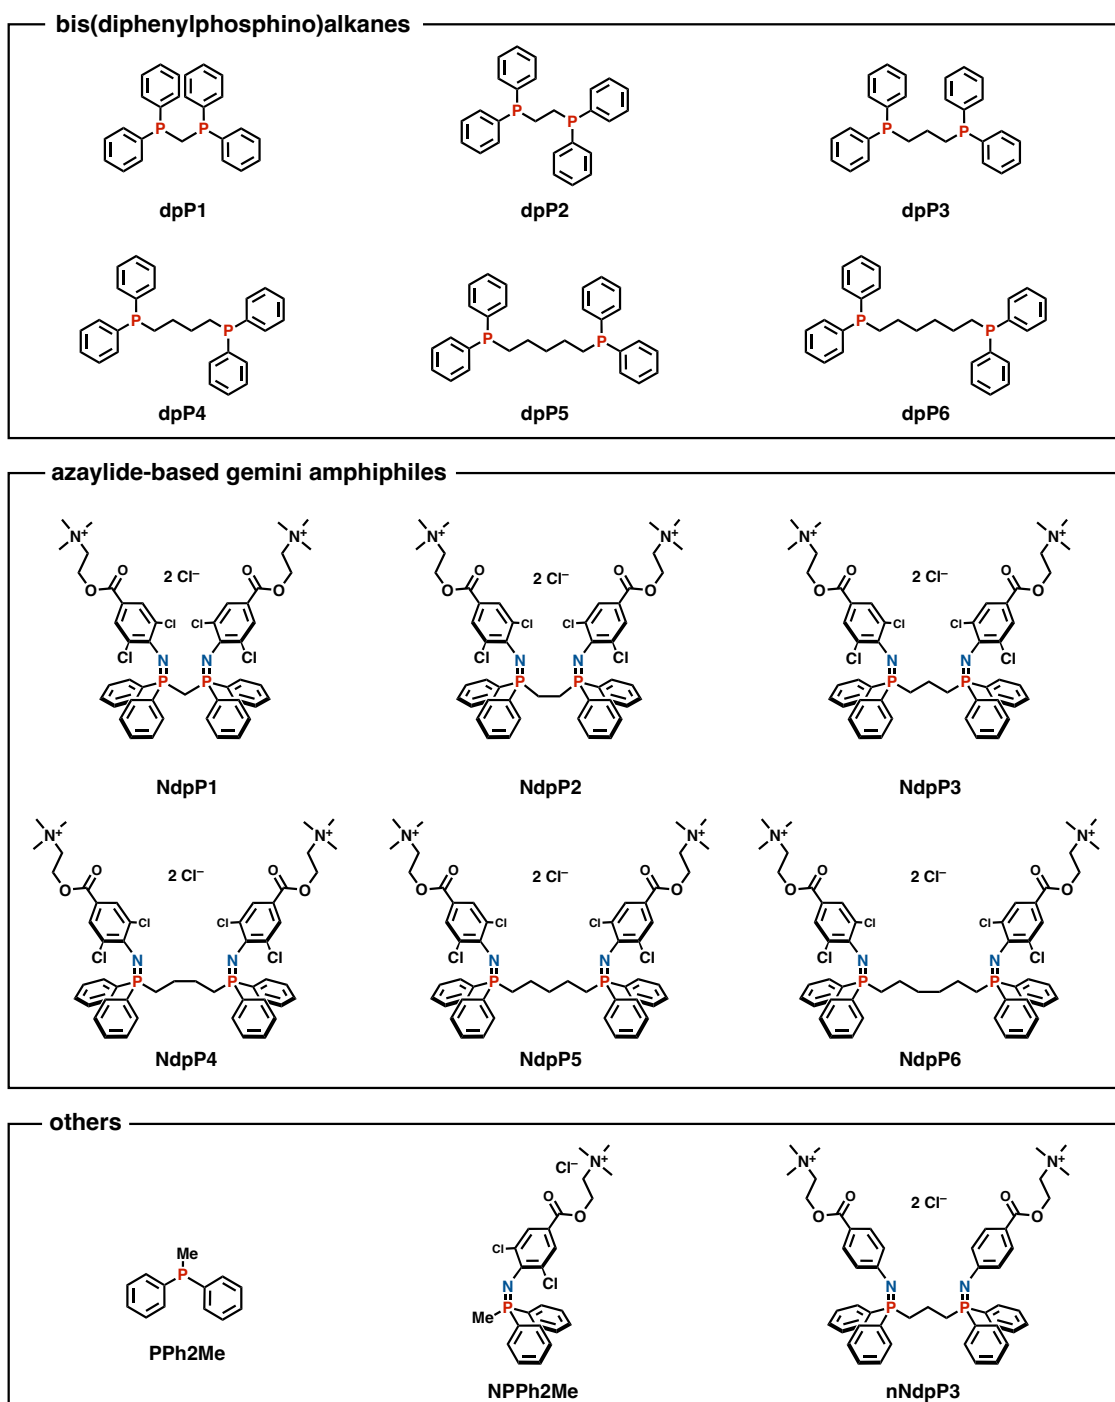 bis(diphenylphosphino)alkanes
P P
P P
P P
dpP1 dpP2 dpP3
P P
P P
P P
dpP4 dpP5 dpP6
azaylide-based gemini amphiphiles
N⁺ N⁺ N⁺ N⁺ N⁺ N⁺
2 Cl⁻ 2 Cl⁻ 2 Cl⁻
O O O O O O
O O O O O O
Cl Cl Cl Cl Cl Cl
Cl Cl Cl Cl Cl Cl
N N N N N N
P P P P P P
NdpP1 NdpP2 NdpP3
N⁺ N⁺ N⁺ N⁺ N⁺ N⁺
2 Cl⁻ 2 Cl⁻ 2 Cl⁻
O O O O O O
O O O O O O
Cl Cl Cl Cl Cl Cl
Cl Cl Cl Cl Cl Cl
N N N N N N
P P P P P P
NdpP4 NdpP5 NdpP6
others
Me
P
PPh2Me
Cl⁻ N⁺
O
O
Cl
Cl
N
Me P
NPPh2Me
N⁺ N⁺
2 Cl⁻
O O
O O
N N
P P
nNdpP3